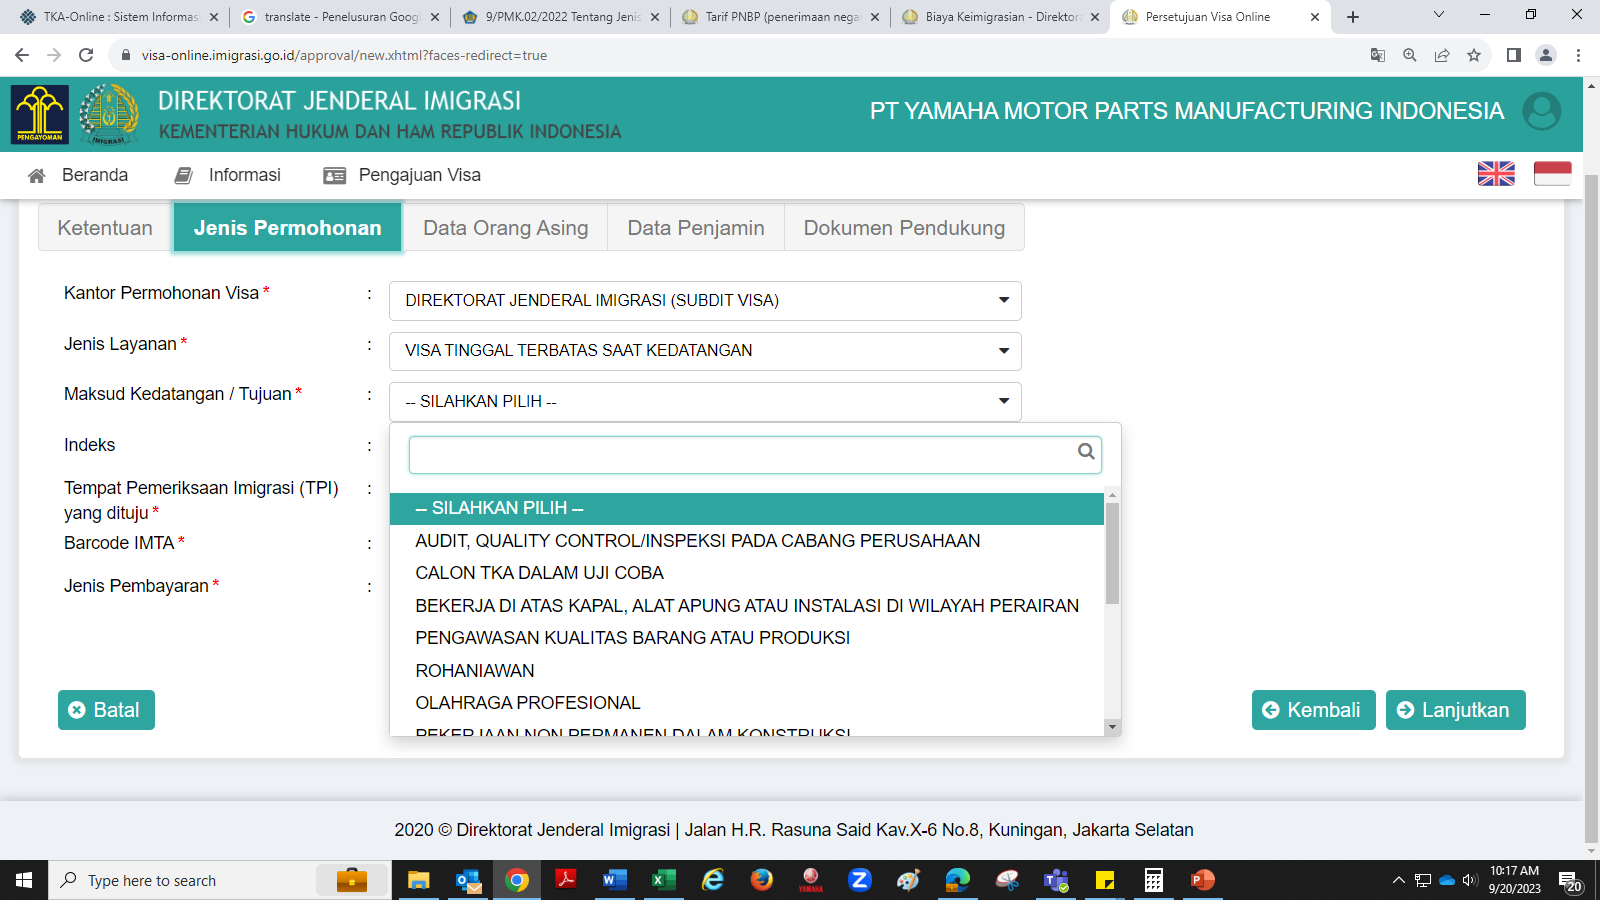 TKA-Online : Sistem Informas
translate - Penelusuran Goog
9/PMK.02/2022 Tentang Jenis
Tarif PNBP (penerimaan nega
Biaya Keimigrasian - Direktora
Persetujuan Visa Online
visa-online.imigrasi.go.id/approval/new.xhtml?faces-redirect=true
PENGAYOMAN
IMIGRASI
DIREKTORAT JENDERAL IMIGRASI
KEMENTERIAN HUKUM DAN HAM REPUBLIK INDONESIA
PT YAMAHA MOTOR PARTS MANUFACTURING INDONESIA
Beranda
Informasi
Pengajuan Visa
Ketentuan
Jenis Permohonan
Data Orang Asing
Data Penjamin
Dokumen Pendukung
Kantor Permohonan Visa * : DIREKTORAT JENDERAL IMIGRASI (SUBDIT VISA)
Jenis Layanan * : VISA TINGGAL TERBATAS SAAT KEDATANGAN
Maksud Kedatangan / Tujuan * : -- SILAHKAN PILIH --
Indeks :
Tempat Pemeriksaan Imigrasi (TPI) :
yang dituju *
Barcode IMTA * :
Jenis Pembayaran * :
-- SILAHKAN PILIH --
AUDIT, QUALITY CONTROL/INSPEKSI PADA CABANG PERUSAHAAN
CALON TKA DALAM UJI COBA
BEKERJA DI ATAS KAPAL, ALAT APUNG ATAU INSTALASI DI WILAYAH PERAIRAN
PENGAWASAN KUALITAS BARANG ATAU PRODUKSI
ROHANIAWAN
OLAHRAGA PROFESIONAL
PEKERJAAN NON PERMANEN DALAM KONSTRUKSI
Batal
Kembali
Lanjutkan
2020 © Direktorat Jenderal Imigrasi | Jalan H.R. Rasuna Said Kav.X-6 No.8, Kuningan, Jakarta Selatan
Type here to search
YAMAHA
10:17 AM
9/20/2023
20